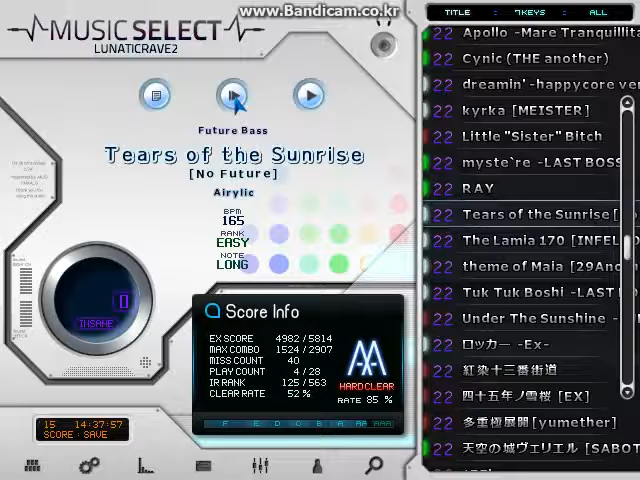 www.Bandicam.co.kr
MUSIC SELECT
LUNATICRAVE2
Future Bass
Tears of the Sunrise
[No Future]
Airylic
BPM
165
RANK
EASY
NOTE
LONG
0
INSANE
Score Info
EX SCORE 4982 / 5814
MAX COMBO 1524 / 2907
MISS COUNT 40
PLAY COUNT 4 / 28
IR RANK 125 / 563
CLEAR RATE 52 %
AA
HARD CLEAR
RATE 85 %
F E D C B A AA AAA
15 14:37:57
SCORE : SAVE
TITLE : 7KEYS : ALL
22 Apollo -Mare Tranquillita
22 Cynic (THE another)
22 dreamin' -happycore ver
22 kyrka [MEISTER]
22 Little "Sister" Bitch
22 myste`re -LAST BOSS
22 RAY
22 Tears of the Sunrise [
22 The Lamia 170 [INFEL
22 theme of Maia [29Ano
22 Tuk Tuk Boshi -LAST
22 Under The Sunshine -
22 ロッカー -Ex-
22 紅染十三番街道
22 四十五年ノ雪桜 [EX]
22 多重極展開 [yumether]
22 天空の城ヴェリエル [SABOT